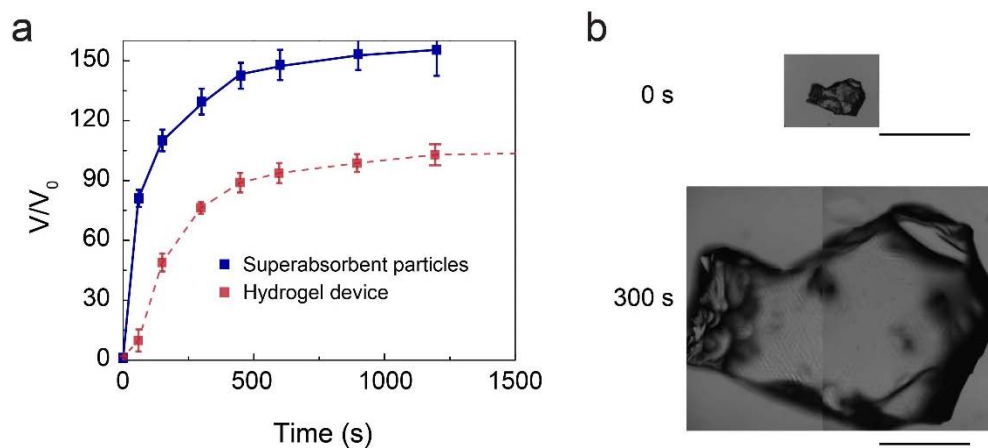 a
V/V0
150
120
90
60
30
0
Superabsorbent particles
Hydrogel device
0
500
1000
1500
Time (s)
b
0 s
300 s